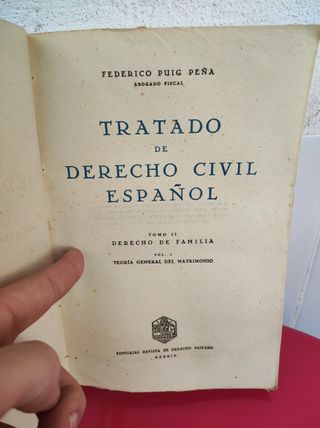 FEDERICO PUIG PEÑA
ABOGADO FISCAL
TRATADO
DE
DERECHO CIVIL
ESPAÑOL
TOMO II
DERECHO DE FAMILIA
VOL. I
TEORÍA GENERAL DEL MATRIMONIO
EDITORIAL REVISTA DE DERECHO PRIVADO
MADRID